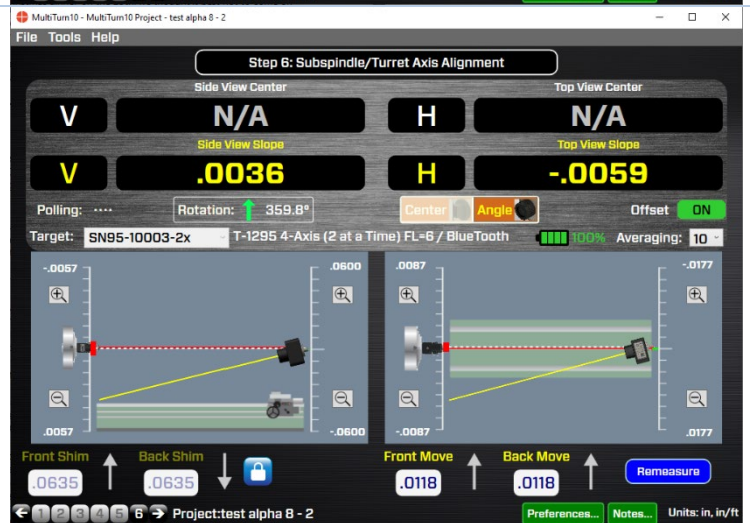 MultiTurn10 - MultiTurn10 Project - test alpha 8 - 2
File Tools Help
Step 6: Subspindle/Turret Axis Alignment
Side View Center
Top View Center
V N/A H N/A
Side View Slope
Top View Slope
V .0036 H -.0059
Polling: ....
Rotation: 359.8°
Center Angle
Offset ON
Target: SN95-10003-2x T-1295 4-Axis (2 at a Time) FL=6 / BlueTooth 100% Averaging: 10
-.0057 .0600 .0087 -.0177
.0057 -.0600 -.0087 .0177
Front Shim Back Shim Front Move Back Move
.0635 .0635 .0118 .0118 Remeasure
1 2 3 4 5 6 Project:test alpha 8 - 2 Preferences... Notes... Units: in, in/ft